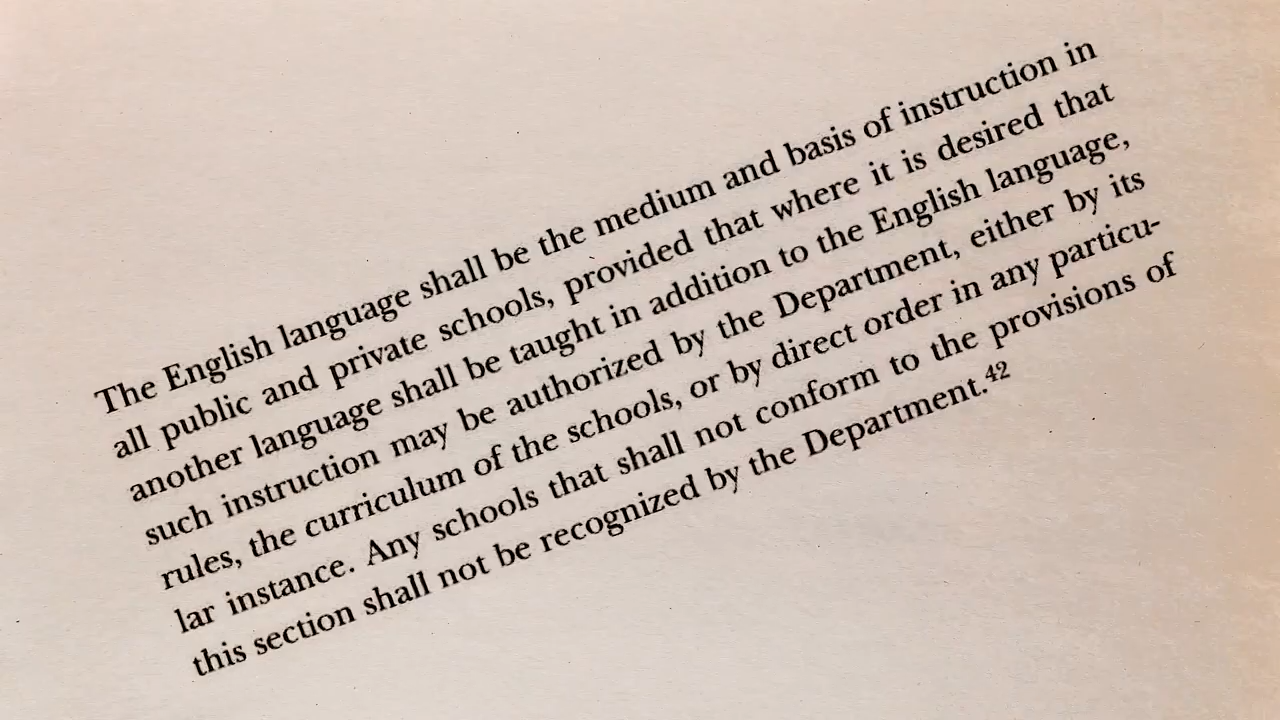 The English language shall be the medium and basis of instruction in
all public and private schools, provided that where it is desired that
another language shall be taught in addition to the English language,
such instruction may be authorized by the Department, either by its
rules, the curriculum of the schools, or by direct order in any particu-
lar instance. Any schools that shall not conform to the provisions of
this section shall not be recognized by the Department.42